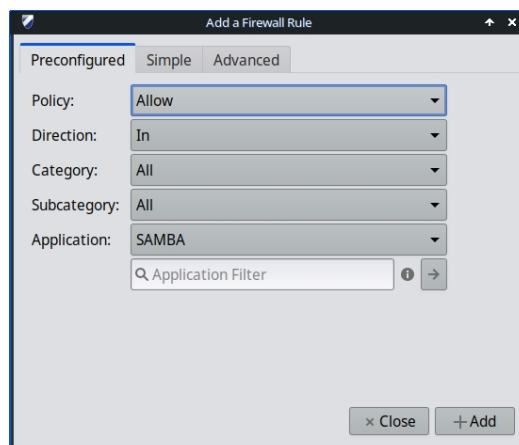 Add a Firewall Rule
Preconfigured Simple Advanced
Policy: Allow
Direction: In
Category: All
Subcategory: All
Application: SAMBA
Application Filter
Close Add